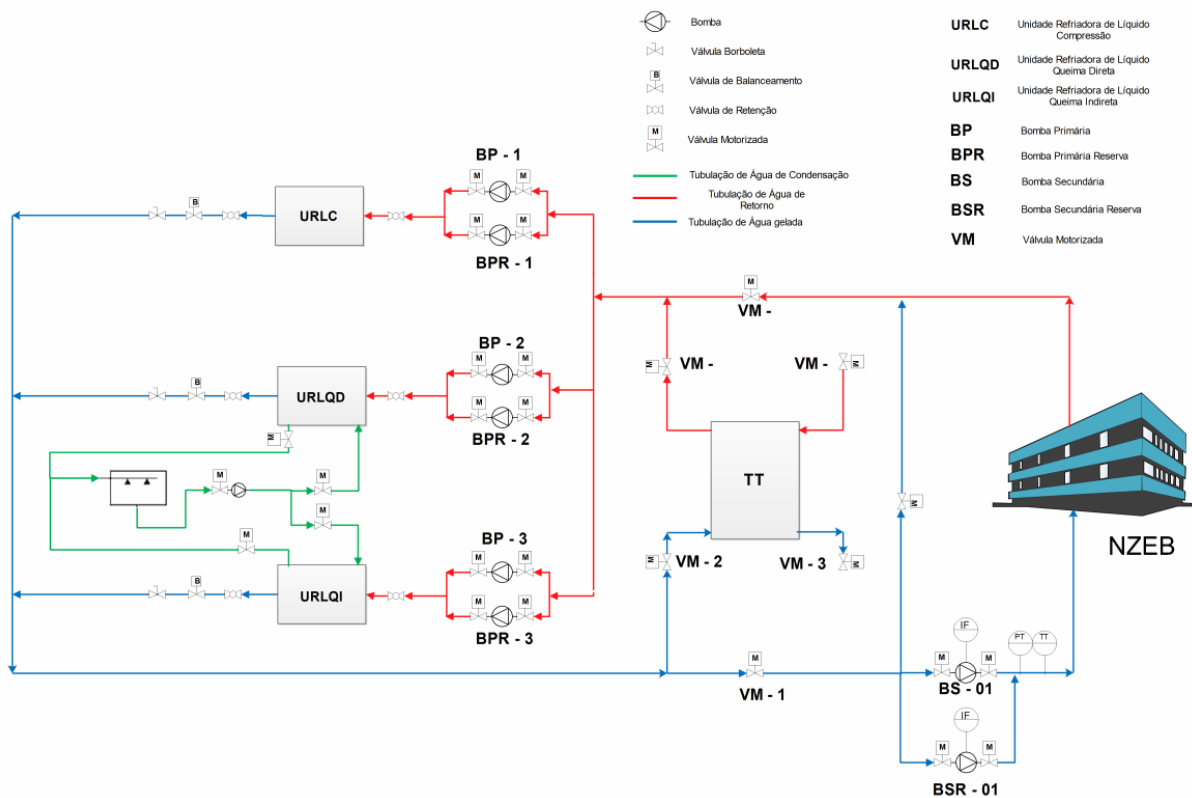 Bomba
Válvula Borboleta
B
Válvula de Balanceamento
Válvula de Retenção
M
Válvula Motorizada
Tubulação de Água de Condensação
Tubulação de Água de
Retorno
Tubulação de Água gelada
URLC
Unidade Refriadora de Líquido
Compressão
URLQD
Unidade Refriadora de Líquido
Queima Direta
URLQI
Unidade Refriadora de Líquido
Queima Indireta
BP
Bomba Primária
BPR
Bomba Primária Reserva
BS
Bomba Secundária
BSR
Bomba Secundária Reserva
VM
Válvula Motorizada
BP - 1
M
M
B
URLC
M
M
BPR - 1
M
VM -
BP - 2
M
VM -
VM -
M
M
M
B
URLQD
M
M
BPR - 2
M
M
M
TT
M
M
NZEB
M
BP - 3
M
VM - 2
VM - 3
M
M
M
B
URLQI
M
M
BPR - 3
IF
PT
TT
M
M
M
VM - 1
BS - 01
IF
M
M
BSR - 01